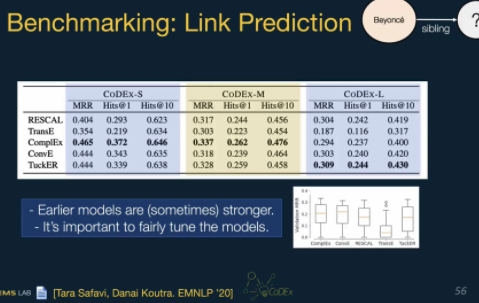 Benchmarking: Link Prediction
Beyoncé
sibling
?
CODEX-S CODEX-M CODEX-L
MRR Hits@1 Hits@10 MRR Hits@1 Hits@10 MRR Hits@1 Hits@10
RESCAL 0.404 0.293 0.623 0.317 0.244 0.456 0.304 0.242 0.419
TransE 0.354 0.219 0.634 0.303 0.223 0.454 0.187 0.116 0.317
ComplEx 0.465 0.372 0.646 0.337 0.262 0.476 0.294 0.237 0.400
ConvE 0.444 0.343 0.635 0.318 0.239 0.464 0.303 0.240 0.420
TuckER 0.444 0.339 0.638 0.328 0.259 0.458 0.309 0.244 0.430
- Earlier models are (sometimes) stronger.
- It's important to fairly tune the models.
Validation MRR
ComplEx ConvE RESCAL TransE TuckER
EMS LAB
[Tara Safavi, Danai Koutra. EMNLP '20]
CoDEx
56